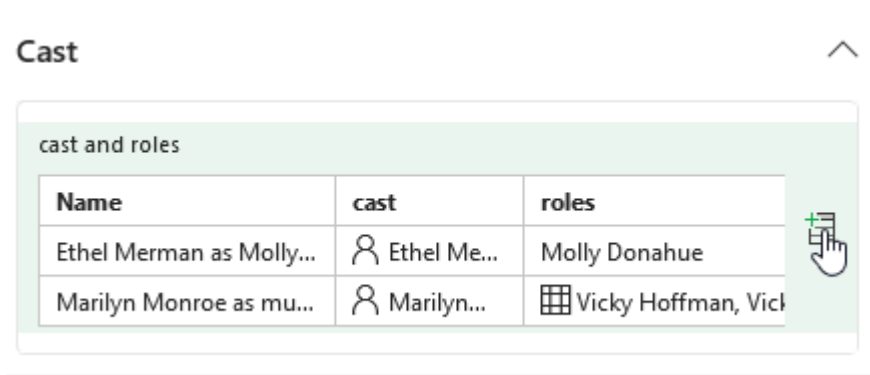 Cast
cast and roles
Name cast roles
Ethel Merman as Molly... Ethel Me... Molly Donahue
Marilyn Monroe as mu... Marilyn... Vicky Hoffman,